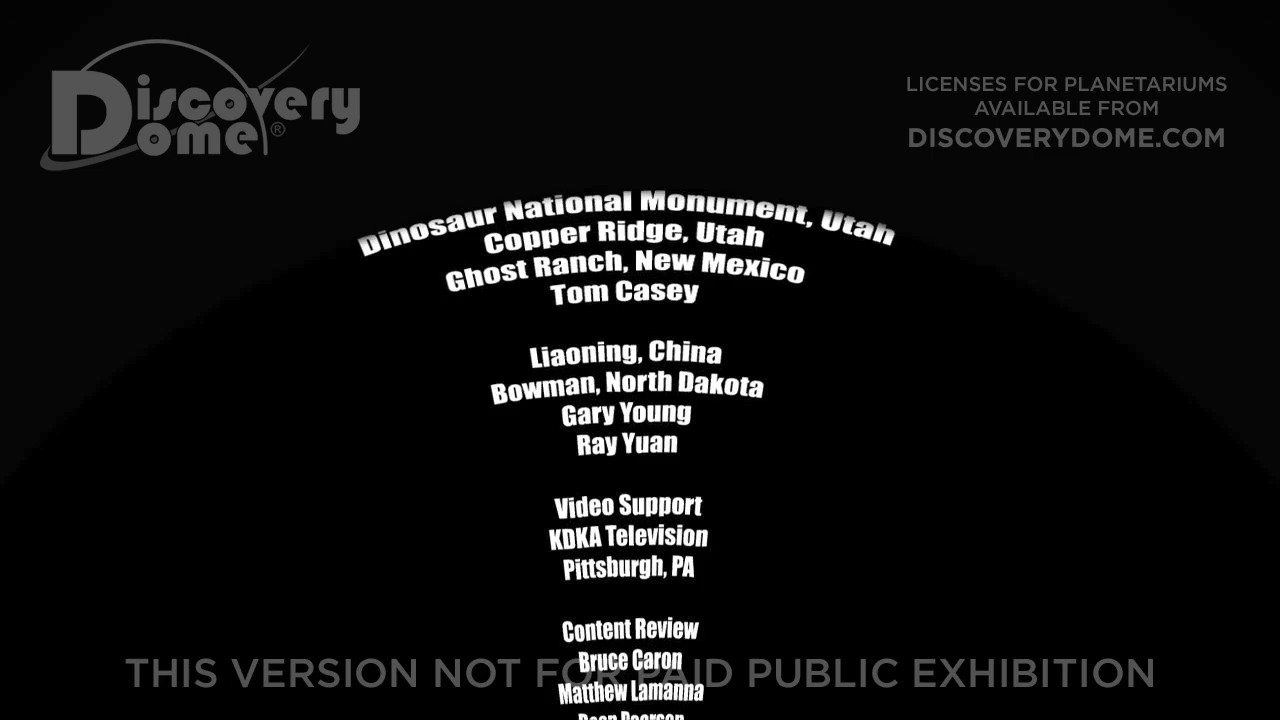 Discovery
Dome®
LICENSES FOR PLANETARIUMS
AVAILABLE FROM
DISCOVERYDOME.COM
Dinosaur National Monument, Utah
Copper Ridge, Utah
Ghost Ranch, New Mexico
Tom Casey
Liaoning, China
Bowman, North Dakota
Gary Young
Ray Yuan
Video Support
KDKA Television
Pittsburgh, PA
Content Review
Bruce Caron
THIS VERSION NOT FOR PAID PUBLIC EXHIBITION
Matthew Lamanna